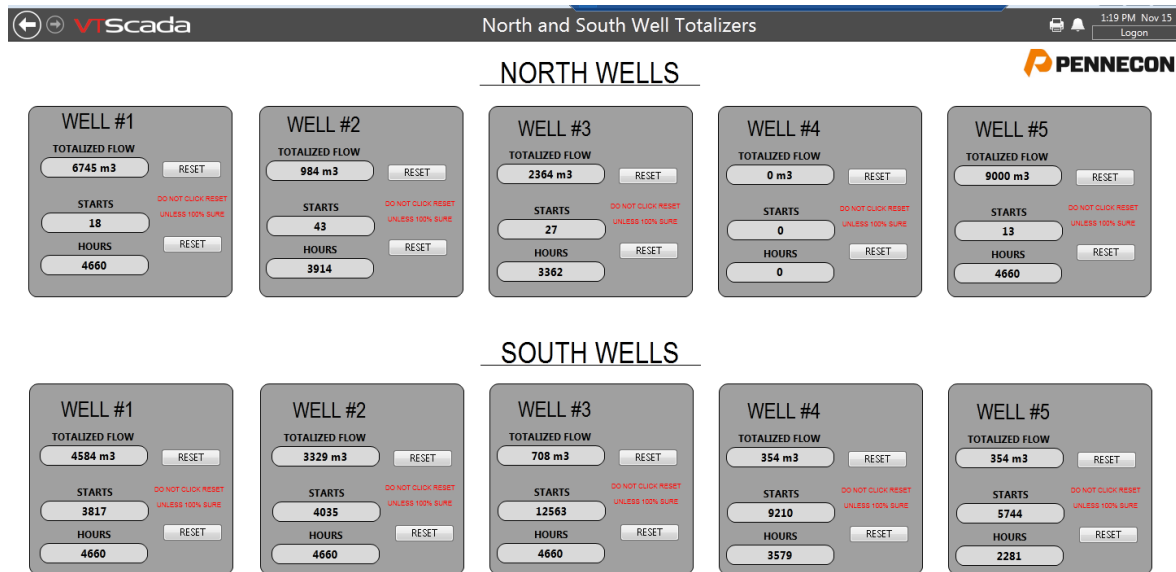 VTScada
North and South Well Totalizers
1:19 PM Nov 15
Logon
PENNECON
NORTH WELLS
WELL #1
TOTALIZED FLOW
6745 m3
RESET
DO NOT CLICK RESET
UNLESS 100% SURE
STARTS
18
HOURS
RESET
4660
WELL #2
TOTALIZED FLOW
984 m3
RESET
DO NOT CLICK RESET
UNLESS 100% SURE
STARTS
43
HOURS
RESET
3914
WELL #3
TOTALIZED FLOW
2364 m3
RESET
DO NOT CLICK RESET
UNLESS 100% SURE
STARTS
27
HOURS
RESET
3362
WELL #4
TOTALIZED FLOW
0 m3
RESET
DO NOT CLICK RESET
UNLESS 100% SURE
STARTS
0
HOURS
RESET
0
WELL #5
TOTALIZED FLOW
9000 m3
RESET
DO NOT CLICK RESET
UNLESS 100% SURE
STARTS
13
HOURS
RESET
4660
SOUTH WELLS
WELL #1
TOTALIZED FLOW
4584 m3
RESET
DO NOT CLICK RESET
UNLESS 100% SURE
STARTS
3817
HOURS
RESET
4660
WELL #2
TOTALIZED FLOW
3329 m3
RESET
DO NOT CLICK RESET
UNLESS 100% SURE
STARTS
4035
HOURS
RESET
4660
WELL #3
TOTALIZED FLOW
708 m3
RESET
DO NOT CLICK RESET
UNLESS 100% SURE
STARTS
12563
HOURS
RESET
4660
WELL #4
TOTALIZED FLOW
354 m3
RESET
DO NOT CLICK RESET
UNLESS 100% SURE
STARTS
9210
HOURS
RESET
3579
WELL #5
TOTALIZED FLOW
354 m3
RESET
DO NOT CLICK RESET
UNLESS 100% SURE
STARTS
5744
HOURS
RESET
2281